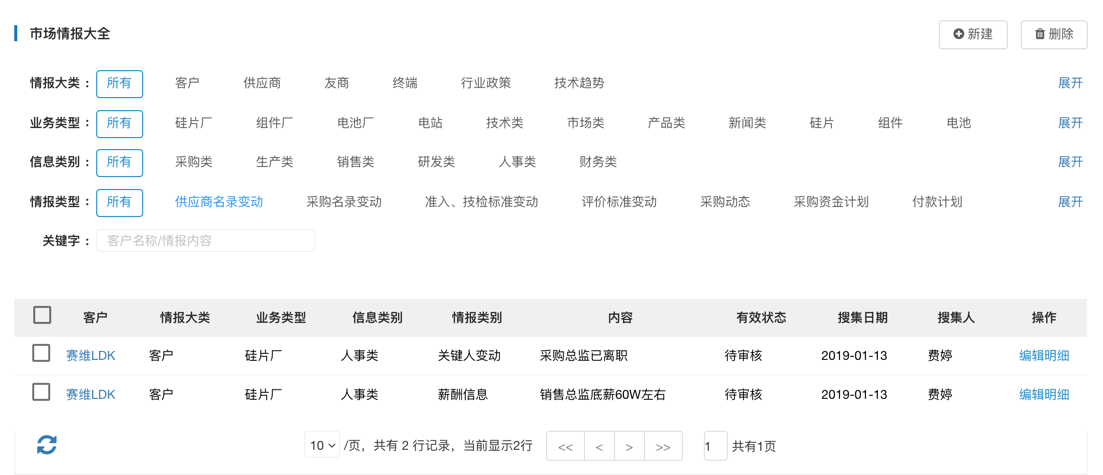 市场情报大全 新建 删除
情报大类： 所有 客户 供应商 友商 终端 行业政策 技术趋势 展开
业务类型： 所有 硅片厂 组件厂 电池厂 电站 技术类 市场类 产品类 新闻类 硅片 组件 电池 展开
信息类别： 所有 采购类 生产类 销售类 研发类 人事类 财务类 展开
情报类型： 所有 供应商名录变动 采购名录变动 准入、技检标准变动 评价标准变动 采购动态 采购资金计划 付款计划 展开
关键字： 客户名称/情报内容
客户 情报大类 业务类型 信息类别 情报类别 内容 有效状态 搜集日期 搜集人 操作
赛维LDK 客户 硅片厂 人事类 关键人变动 采购总监已离职 待审核 2019-01-13 费婷 编辑明细
赛维LDK 客户 硅片厂 人事类 薪酬信息 销售总监底薪60W左右 待审核 2019-01-13 费婷 编辑明细
10 /页，共有 2 行记录，当前显示2行 << < > >> 1 共有1页